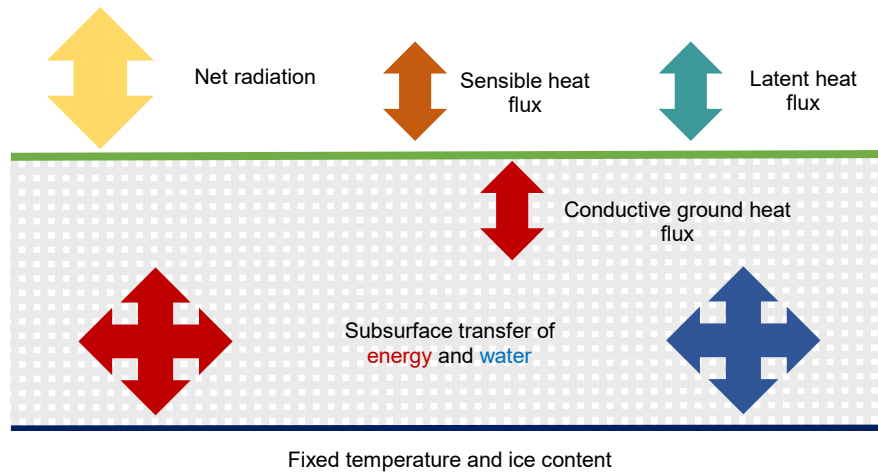 Net radiation
Sensible heat
flux
Latent heat
flux
Conductive ground heat
flux
Subsurface transfer of
energy and water
Fixed temperature and ice content